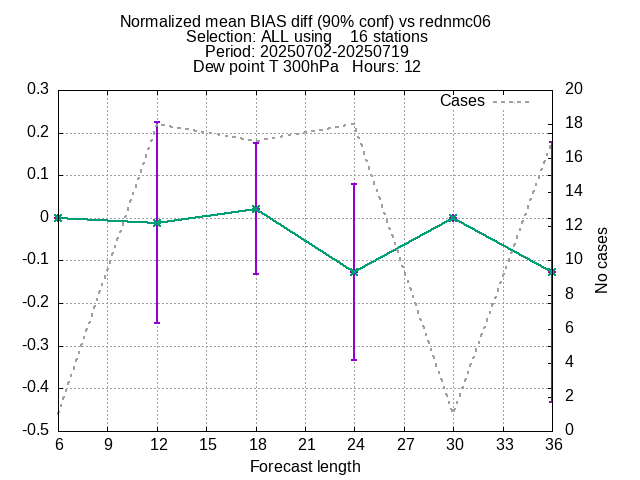 Normalized mean BIAS diff (90% conf) vs rednmc06
Selection: ALL using    16 stations
Period: 20250702-20250719
Dew point T 300hPa   Hours: 12
Cases
0.3
0.2
0.1
0
-0.1
-0.2
-0.3
-0.4
-0.5
20
18
16
14
12
10
8
6
4
2
0
No cases
6 9 12 15 18 21 24 27 30 33 36
Forecast length